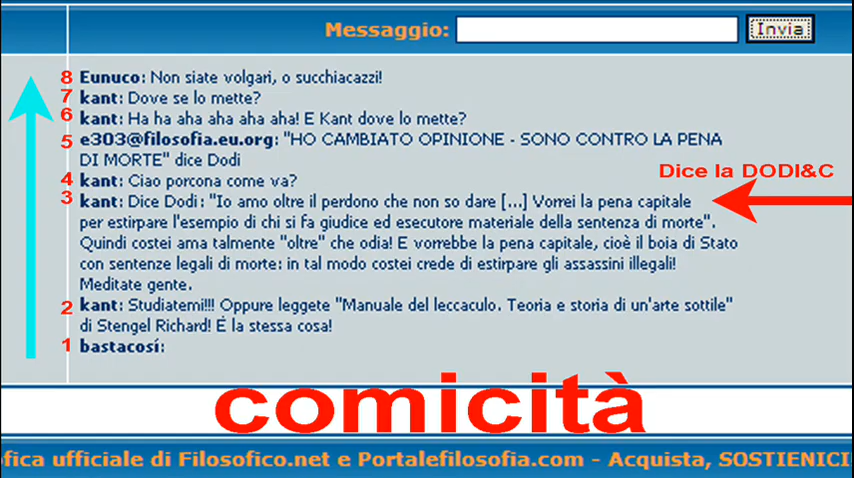 Messaggio: Invia
8 Eunuco: Non siate volgari, o succhiacazzi!
7 kant: Dove se lo mette?
6 kant: Ha ha aha aha aha aha! E Kant dove lo mette?
5 e303@filosofia.eu.org: "HO CAMBIATO OPINIONE - SONO CONTRO LA PENA
DI MORTE" dice Dodi
Dice la DODI&C
4 kant: Ciao porcona come va?
3 kant: Dice Dodi : "Io amo oltre il perdono che non so dare [...] Vorrei la pena capitale
per estirpare l'esempio di chi si fa giudice ed esecutore materiale della sentenza di morte".
Quindi costei ama talmente "oltre" che odia! E vorrebbe la pena capitale, cioè il boia di Stato
con sentenze legali di morte: in tal modo costei crede di estirpare gli assassini illegali!
Meditate gente.
2 kant: Studiatemi!!! Oppure leggete "Manuale del leccaculo. Teoria e storia di un'arte sottile"
di Stengel Richard! È la stessa cosa!
1 bastacosí:
comicità
ofica ufficiale di Filosofico.net e Portalefilosofia.com - Acquista, SOSTIENICI